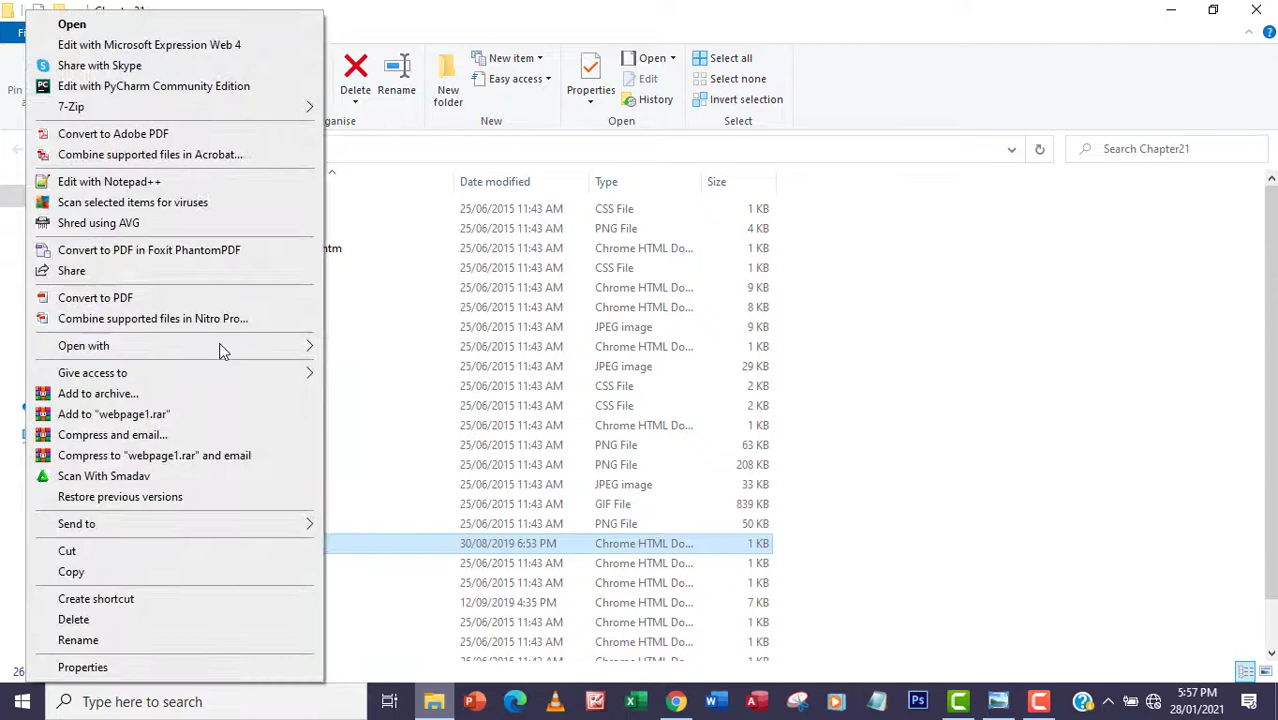 Open
Edit with Microsoft Expression Web 4
Share with Skype
Edit with PyCharm Community Edition
7-Zip
Convert to Adobe PDF
Combine supported files in Acrobat...
Edit with Notepad++
Scan selected items for viruses
Shred using AVG
Convert to PDF in Foxit PhantomPDF
Share
Convert to PDF
Combine supported files in Nitro Pro...
Open with
Give access to
Add to archive...
Add to "webpage1.rar"
Compress and email...
Compress to "webpage1.rar" and email
Scan With Smadav
Restore previous versions
Send to
Cut
Copy
Create shortcut
Delete
Rename
Properties
Delete
Rename
New folder
New item
Easy access
New
Properties
Open
Edit
History
Open
Select all
Select none
Invert selection
Select
Search Chapter21
Date modified Type Size
25/06/2015 11:43 AM CSS File 1 KB
25/06/2015 11:43 AM PNG File 4 KB
25/06/2015 11:43 AM Chrome HTML Do... 1 KB
25/06/2015 11:43 AM CSS File 1 KB
25/06/2015 11:43 AM Chrome HTML Do... 9 KB
25/06/2015 11:43 AM Chrome HTML Do... 8 KB
25/06/2015 11:43 AM JPEG image 9 KB
25/06/2015 11:43 AM JPEG image 29 KB
25/06/2015 11:43 AM CSS File 2 KB
25/06/2015 11:43 AM CSS File 2 KB
25/06/2015 11:43 AM Chrome HTML Do... 1 KB
25/06/2015 11:43 AM PNG File 63 KB
25/06/2015 11:43 AM PNG File 208 KB
25/06/2015 11:43 AM JPEG image 33 KB
25/06/2015 11:43 AM GIF File 839 KB
25/06/2015 11:43 AM PNG File 50 KB
30/08/2019 6:53 PM Chrome HTML Do... 1 KB
25/06/2015 11:43 AM Chrome HTML Do... 1 KB
25/06/2015 11:43 AM Chrome HTML Do... 1 KB
12/09/2019 4:35 PM Chrome HTML Do... 7 KB
25/06/2015 11:43 AM Chrome HTML Do... 1 KB
25/06/2015 11:43 AM Chrome HTML Do... 1 KB
25/06/2015 11:43 AM Chrome HTML Do... 1 KB
Type here to search
5:57 PM
28/01/2021